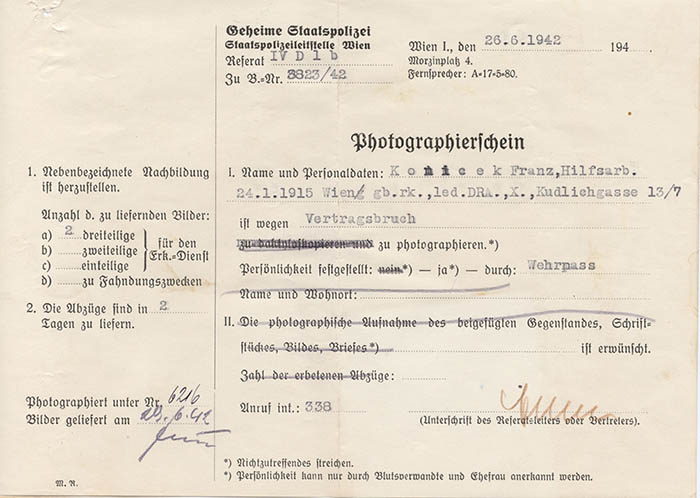 Geheime Staatspolizei
Staatspolizeileitstelle Wien
Referat IV D 1 b
Zu B.-Nr. 3823/42
Wien I., den 26.6.1942 194
Morzinplatz 4.
Fernsprecher: A=17=5=80.
Photographierschein
1. Nebenbezeichnete Nachbildung
ist herzustellen.
Anzahl d. zu liefernden Bilder:
a) 2 dreiteilige
b) zweiteilige
c) einteilige
für den
Erk.=Dienst
d) zu Fahndungszwecken
2. Die Abzüge sind in 2
Tagen zu liefern.
Photographiert unter Nr. 6216
Bilder geliefert am 29.6.42
M. R.
I. Name und Personaldaten: K o n i c e k Franz,Hilfsarb.
24.1.1915 Wien/ gb.rk.,led.DRA.,X.,Kudlichgasse 13/7
ist wegen Vertragsbruch
zu daktyloskopieren und zu photographieren.*)
Persönlichkeit festgestellt: nein*) — ja*) — durch: Wehrpass
Name und Wohnort:
II. Die photographische Aufnahme des beigefügten Gegenstandes, Schrift=
stückes, Bildes, Briefes*) ist erwünscht.
Zahl der erbetenen Abzüge:
Anruf int.: 338
(Unterschrift des Referatsleiters oder Vertreters).
*) Nichtzutreffendes streichen.
*) Persönlichkeit kann nur durch Blutsverwandte und Ehefrau anerkannt werden.